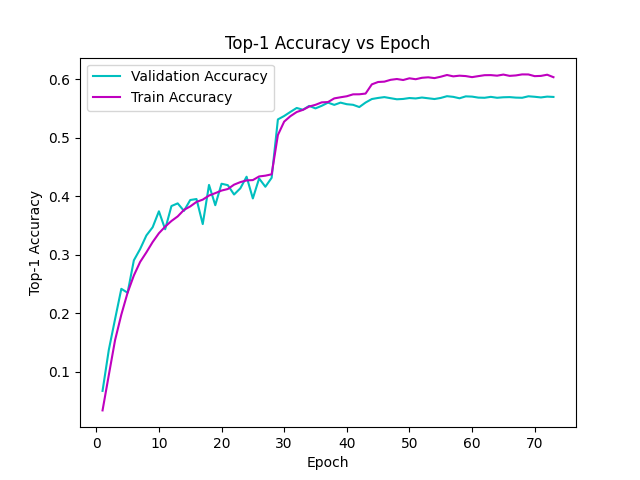 Top-1 Accuracy vs Epoch
Validation Accuracy
Train Accuracy
0.6
0.5
0.4
0.3
0.2
0.1
Top-1 Accuracy
0 10 20 30 40 50 60 70
Epoch